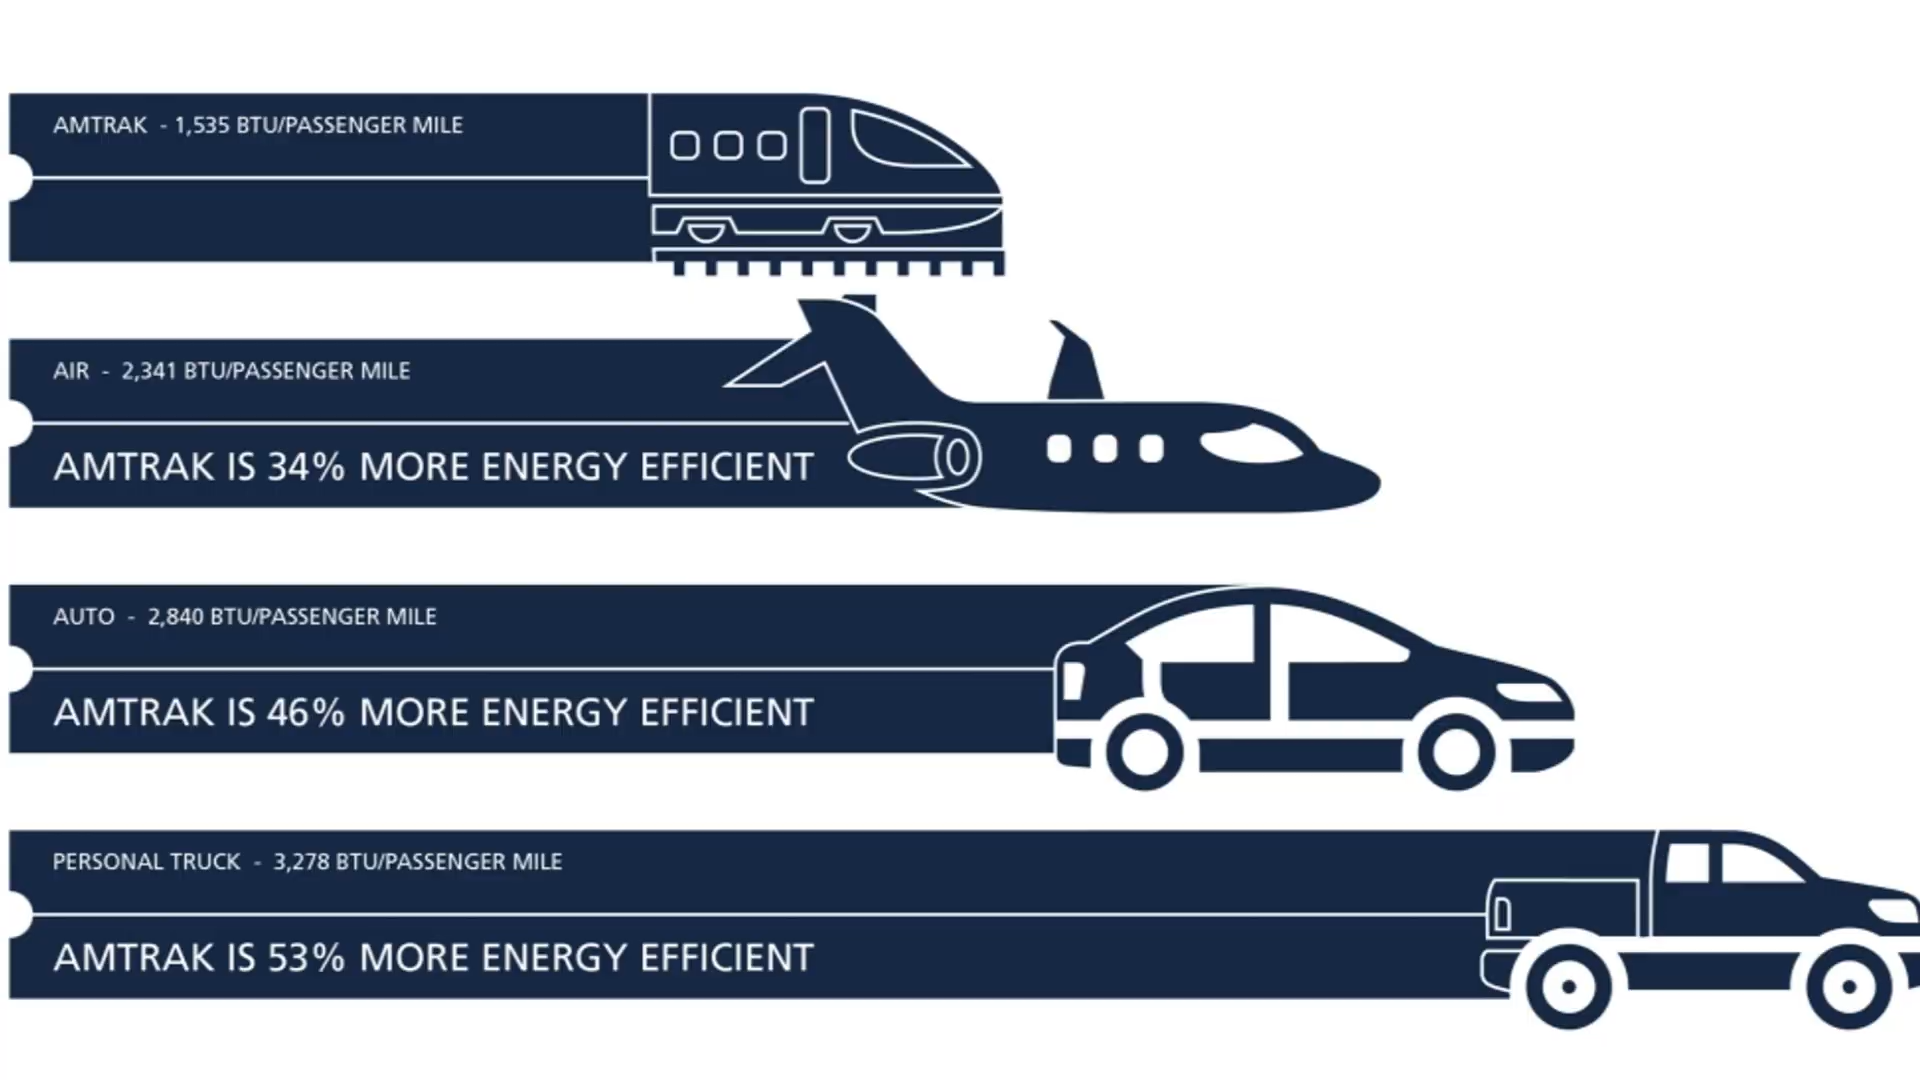 AMTRAK - 1,535 BTU/PASSENGER MILE
AIR - 2,341 BTU/PASSENGER MILE
AMTRAK IS 34% MORE ENERGY EFFICIENT
AUTO - 2,840 BTU/PASSENGER MILE
AMTRAK IS 46% MORE ENERGY EFFICIENT
PERSONAL TRUCK - 3,278 BTU/PASSENGER MILE
AMTRAK IS 53% MORE ENERGY EFFICIENT